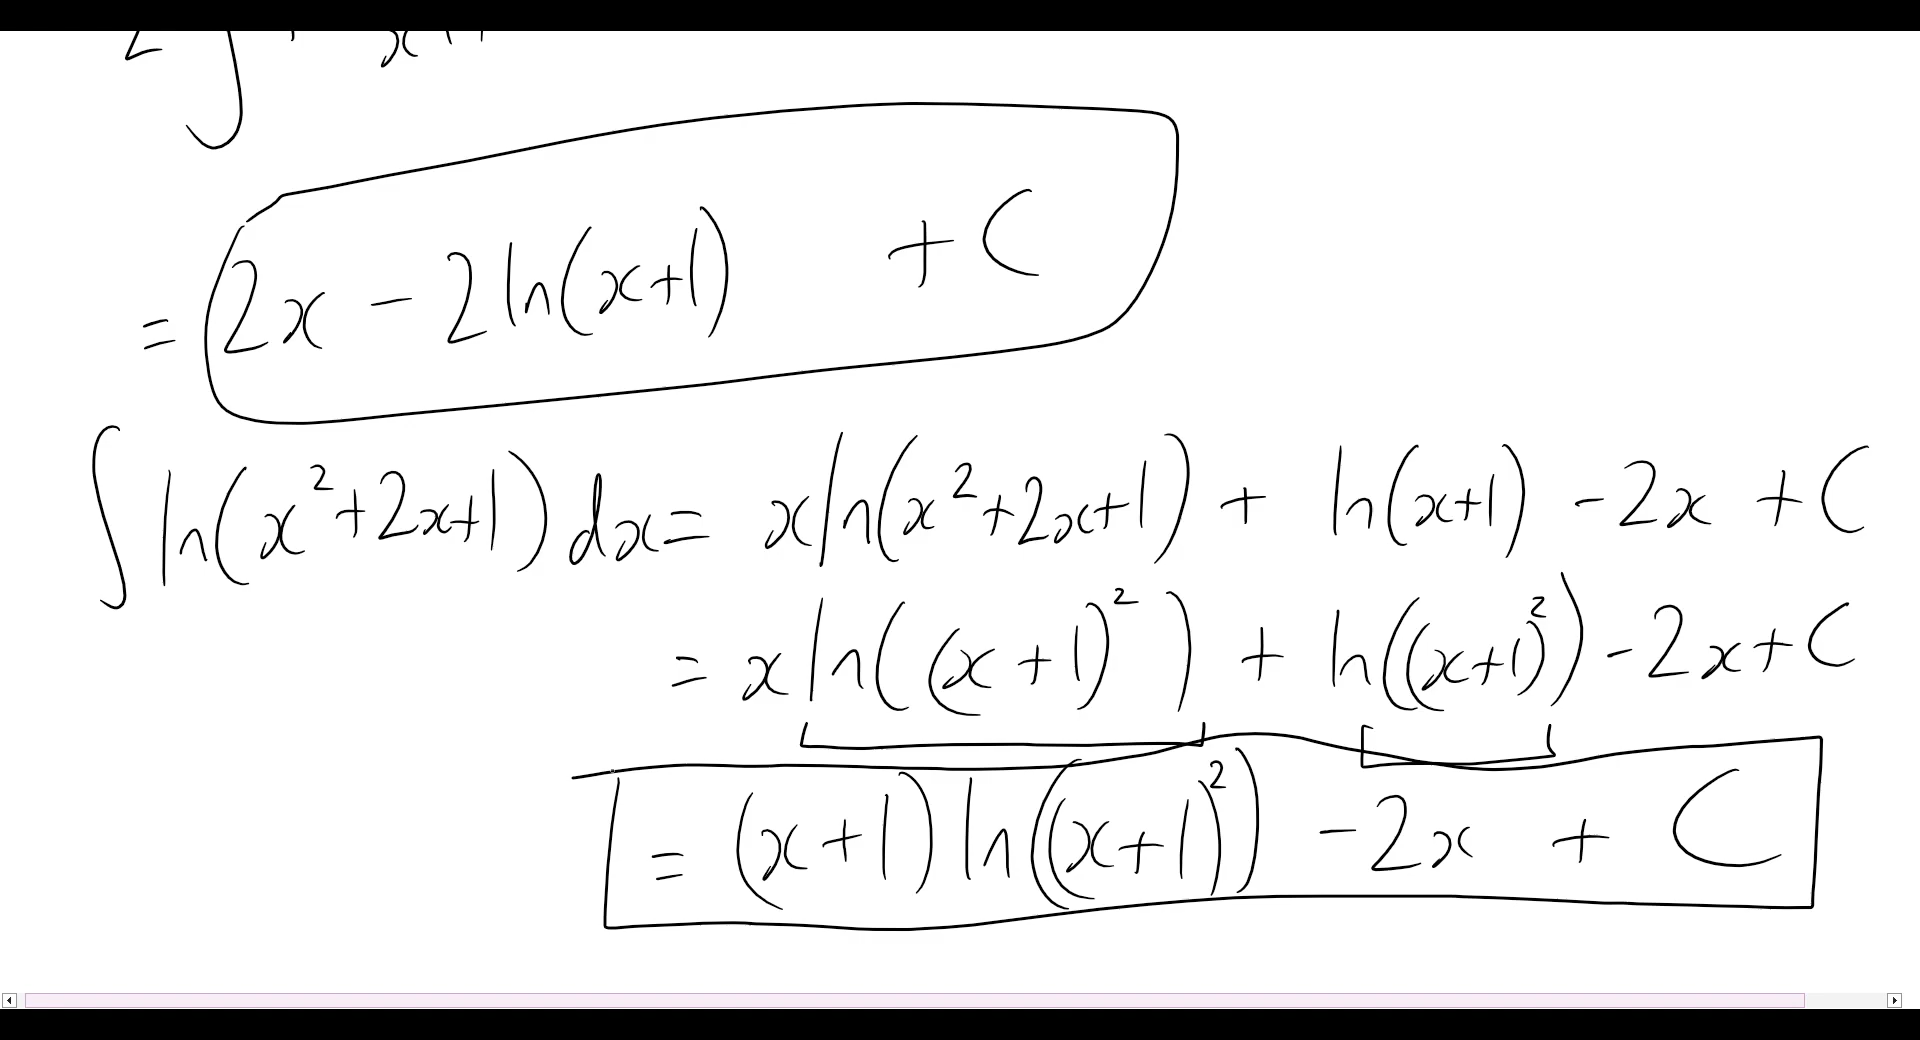 2 ∫
= 2x - 2ln(x+1) + C
∫ ln(x²+2x+1) dx = x ln(x²+2x+1) + ln(x+1) - 2x + C
= x ln((x+1)²) + ln((x+1)²) - 2x + C
= (x+1) ln((x+1)²) - 2x + C